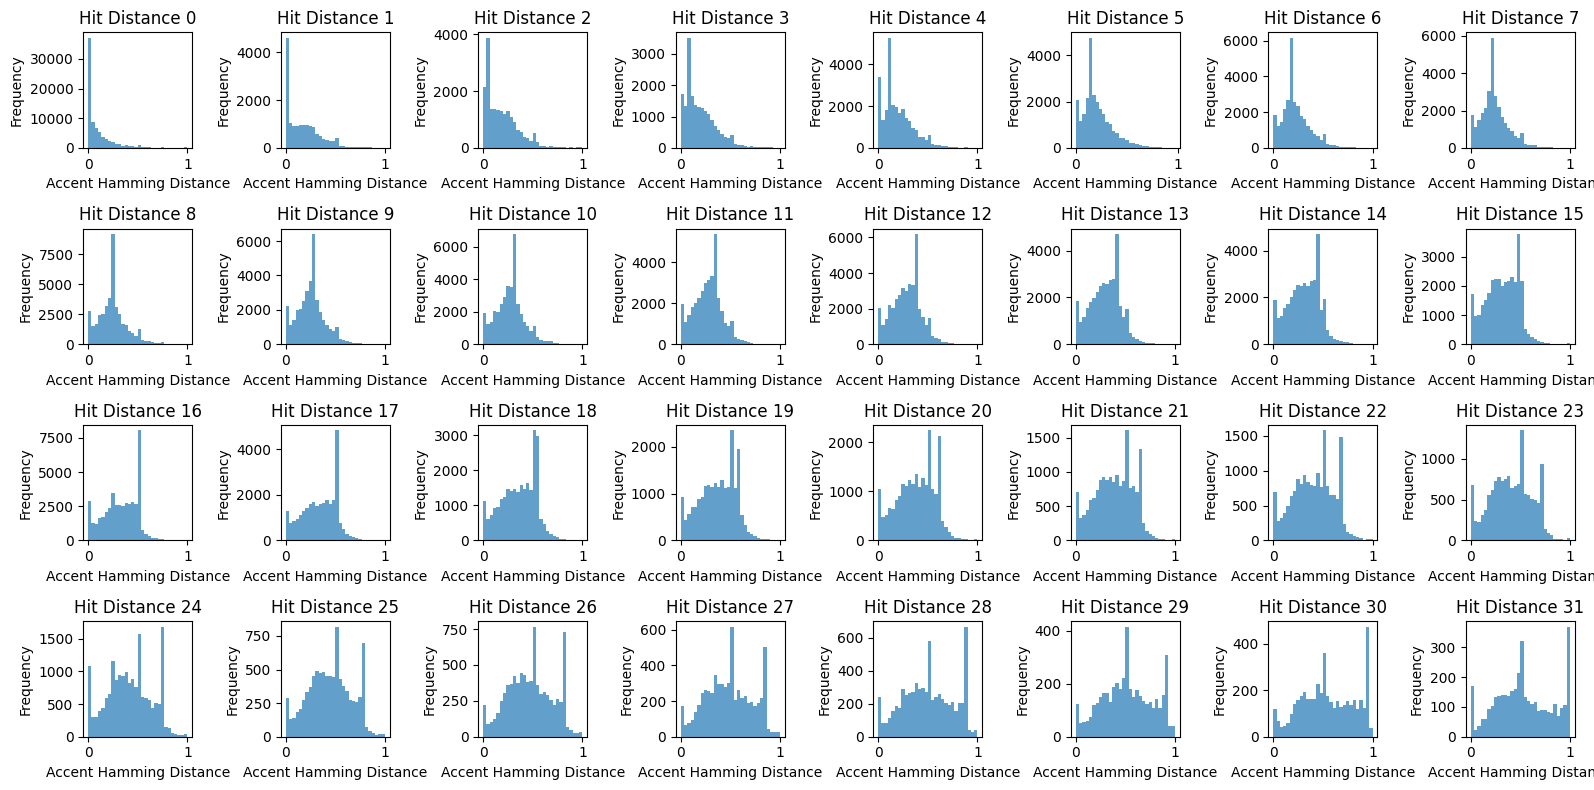 Hit Distance 0 Hit Distance 1 Hit Distance 2 Hit Distance 3 Hit Distance 4 Hit Distance 5 Hit Distance 6 Hit Distance 7
Frequency Frequency Frequency Frequency Frequency Frequency Frequency Frequency
30000 20000 10000 0
4000 2000 0
4000 3000 2000 1000 0
3000 2000 1000 0
4000 2000 0
4000 2000 0
6000 4000 2000 0
6000 4000 2000 0
0 1 0 1 0 1 0 1 0 1 0 1 0 1 0 1
Accent Hamming Distance Accent Hamming Distance Accent Hamming Distance Accent Hamming Distance Accent Hamming Distance Accent Hamming Distance Accent Hamming Distance Accent Hamming Distan
Hit Distance 8 Hit Distance 9 Hit Distance 10 Hit Distance 11 Hit Distance 12 Hit Distance 13 Hit Distance 14 Hit Distance 15
Frequency Frequency Frequency Frequency Frequency Frequency Frequency Frequency
7500 5000 2500 0
6000 4000 2000 0
6000 4000 2000 0
4000 2000 0
6000 4000 2000 0
4000 2000 0
4000 2000 0
3000 2000 1000 0
0 1 0 1 0 1 0 1 0 1 0 1 0 1 0 1
Accent Hamming Distance Accent Hamming Distance Accent Hamming Distance Accent Hamming Distance Accent Hamming Distance Accent Hamming Distance Accent Hamming Distance Accent Hamming Distan
Hit Distance 16 Hit Distance 17 Hit Distance 18 Hit Distance 19 Hit Distance 20 Hit Distance 21 Hit Distance 22 Hit Distance 23
Frequency Frequency Frequency Frequency Frequency Frequency Frequency Frequency
7500 5000 2500 0
4000 2000 0
3000 2000 1000 0
2000 1000 0
2000 1000 0
1500 1000 500 0
1500 1000 500 0
1000 500 0
0 1 0 1 0 1 0 1 0 1 0 1 0 1 0 1
Accent Hamming Distance Accent Hamming Distance Accent Hamming Distance Accent Hamming Distance Accent Hamming Distance Accent Hamming Distance Accent Hamming Distance Accent Hamming Distan
Hit Distance 24 Hit Distance 25 Hit Distance 26 Hit Distance 27 Hit Distance 28 Hit Distance 29 Hit Distance 30 Hit Distance 31
Frequency Frequency Frequency Frequency Frequency Frequency Frequency Frequency
1500 1000 500 0
750 500 250 0
750 500 250 0
600 400 200 0
600 400 200 0
400 200 0
400 200 0
300 200 100 0
0 1 0 1 0 1 0 1 0 1 0 1 0 1 0 1
Accent Hamming Distance Accent Hamming Distance Accent Hamming Distance Accent Hamming Distance Accent Hamming Distance Accent Hamming Distance Accent Hamming Distance Accent Hamming Distan